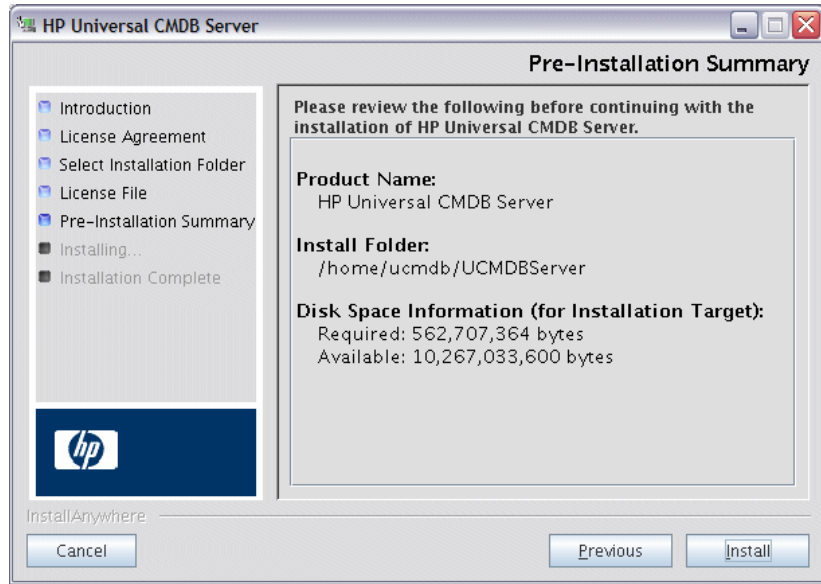 HP Universal CMDB Server
Pre-Installation Summary
Introduction
License Agreement
Select Installation Folder
License File
Pre-Installation Summary
Installing...
Installation Complete
Please review the following before continuing with the
installation of HP Universal CMDB Server.
Product Name:
HP Universal CMDB Server
Install Folder:
/home/ucmdb/UCMDBServer
Disk Space Information (for Installation Target):
Required: 562,707,364 bytes
Available: 10,267,033,600 bytes
hp
InstallAnywhere
Cancel
Previous
Install